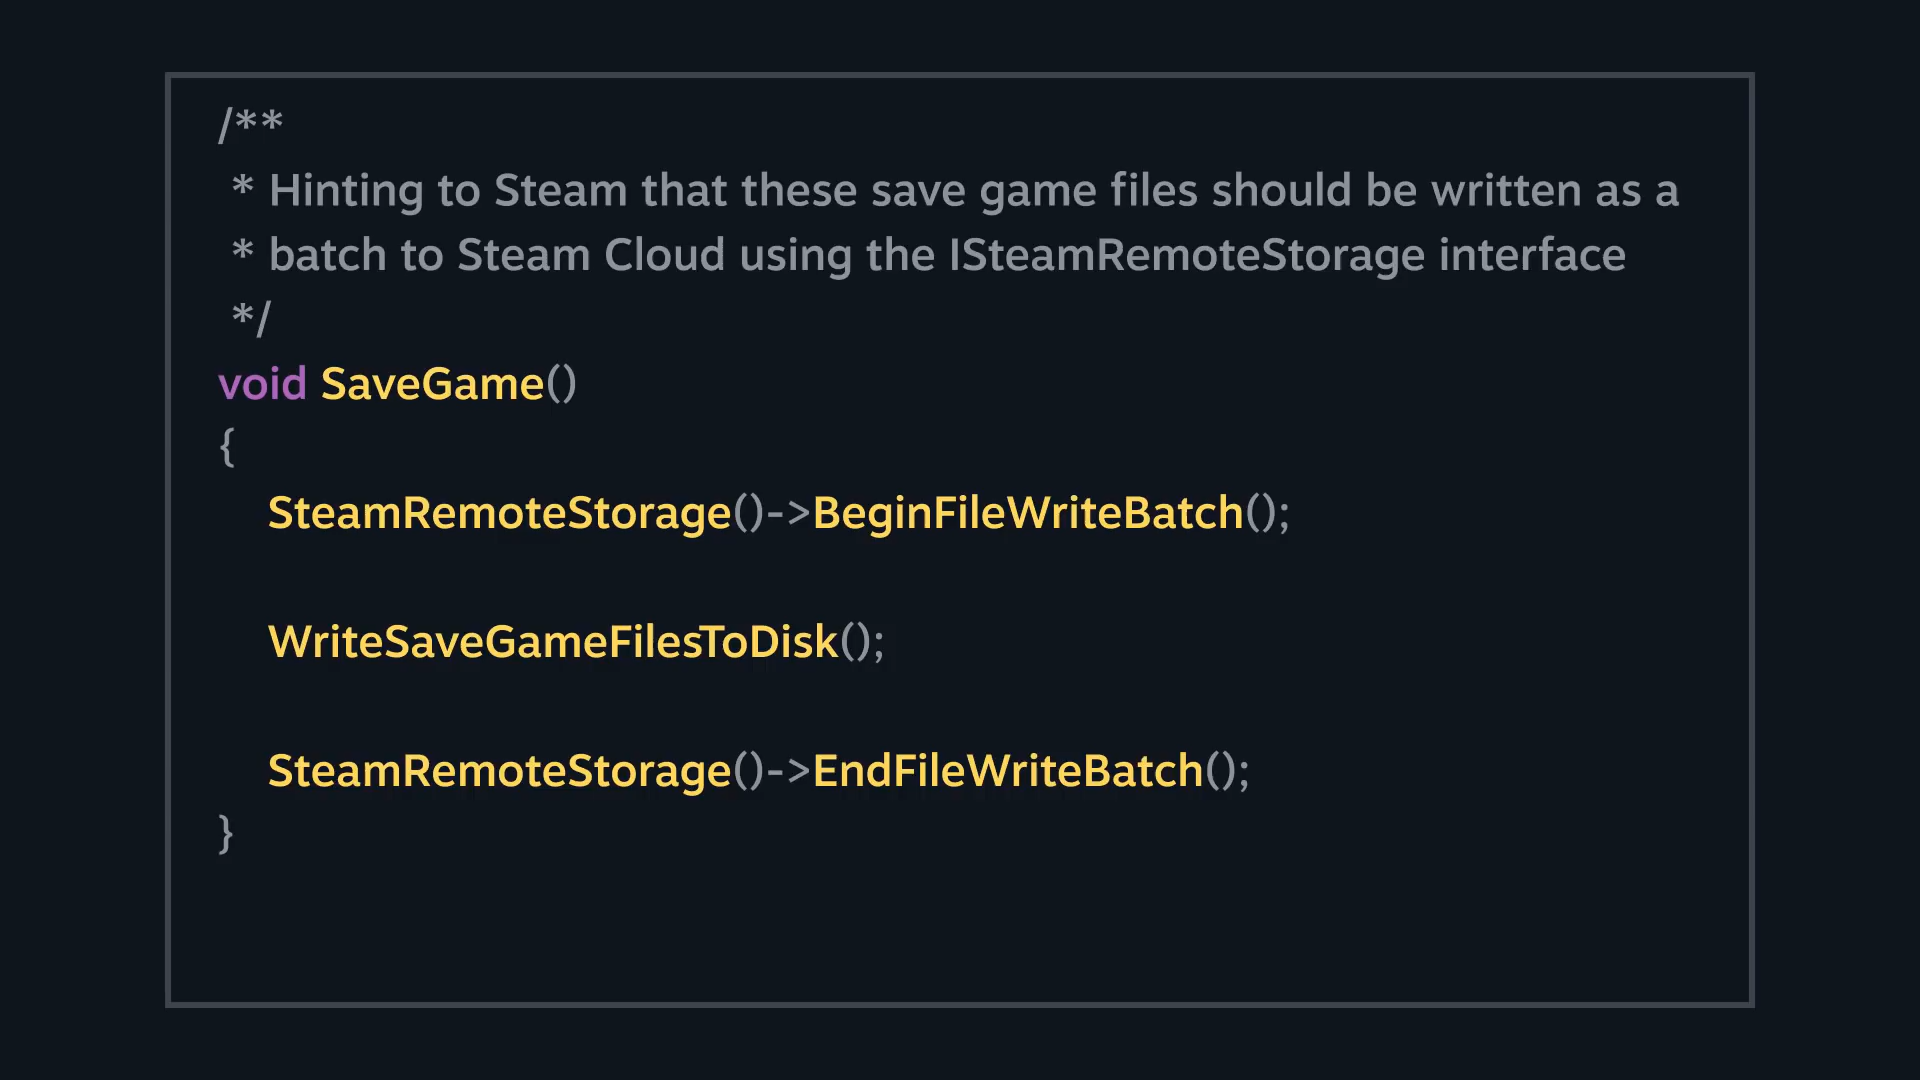 /**
 * Hinting to Steam that these save game files should be written as a
 * batch to Steam Cloud using the ISteamRemoteStorage interface
 */
void SaveGame()
{
    SteamRemoteStorage()->BeginFileWriteBatch();
    WriteSaveGameFilesToDisk();
    SteamRemoteStorage()->EndFileWriteBatch();
}